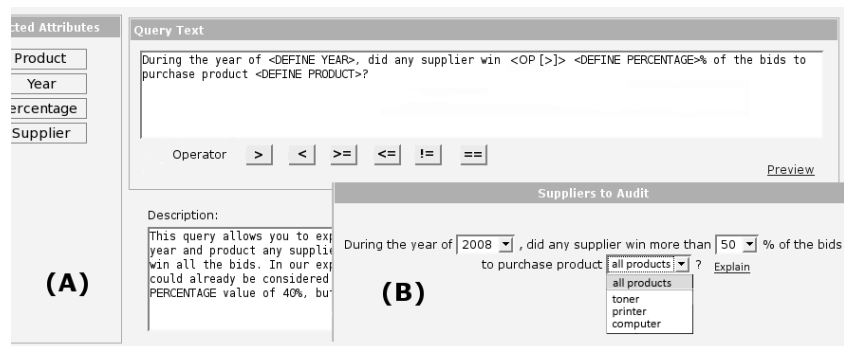 cted Attributes
Product
Year
ercentage
Supplier
(A)
Query Text
During the year of <DEFINE YEAR>, did any supplier win <OP [>]> <DEFINE PERCENTAGE>% of the bids to
purchase product <DEFINE PRODUCT>?
Operator > < >= <= != ==
Preview
Description:
This query allows you to exp
year and product any supplie
win all the bids. In our exp
could already be considered
PERCENTAGE value of 40%, bu
Suppliers to Audit
During the year of 2008 , did any supplier win more than 50 % of the bids
to purchase product all products ? Explain
all products
toner
printer
computer
(B)